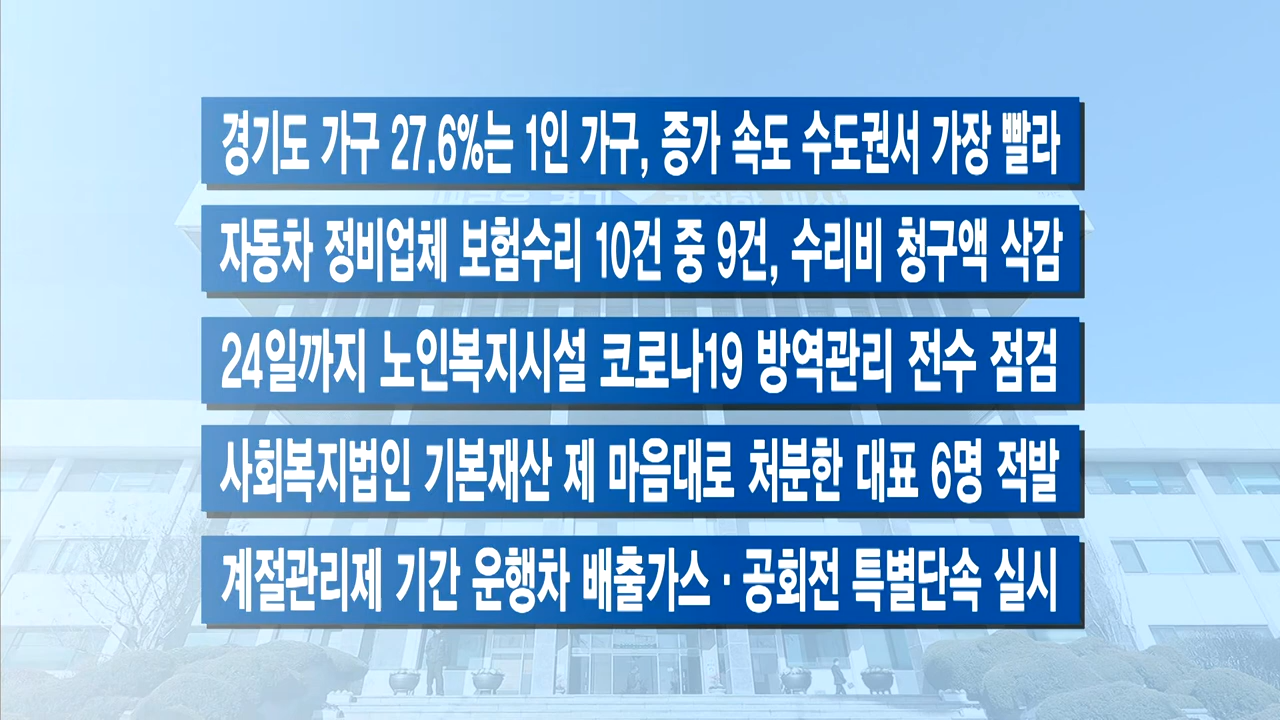 경기도 가구 27.6%는 1인 가구, 증가 속도 수도권서 가장 빨라
자동차 정비업체 보험수리 10건 중 9건, 수리비 청구액 삭감
24일까지 노인복지시설 코로나19 방역관리 전수 점검
사회복지법인 기본재산 제 마음대로 처분한 대표 6명 적발
계절관리제 기간 운행차 배출가스·공회전 특별단속 실시